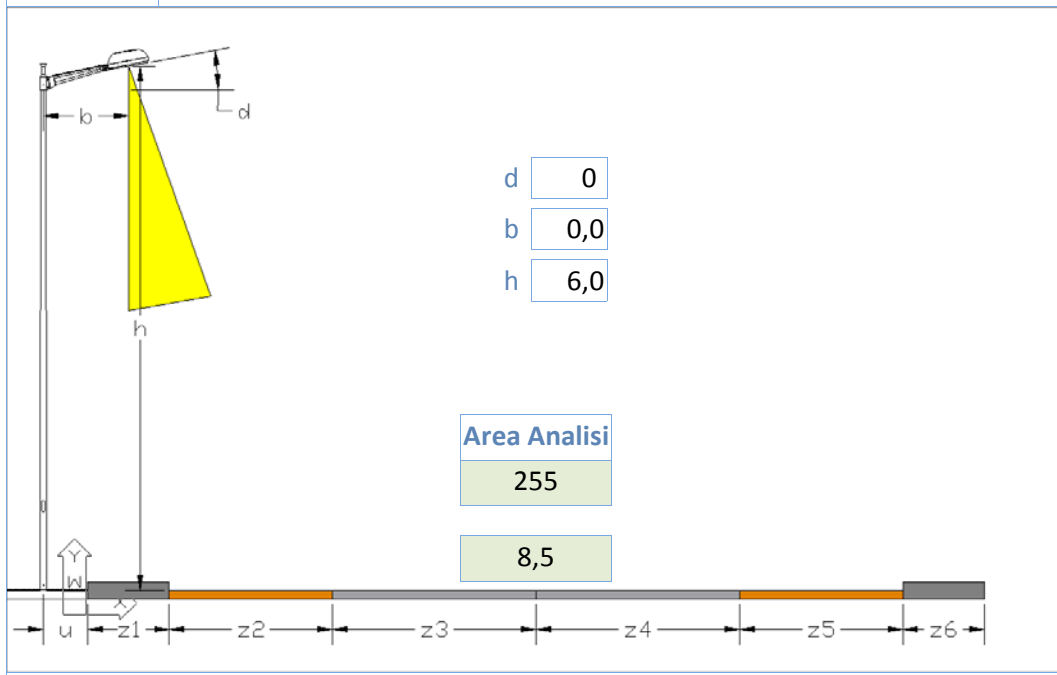 b
d
d 0
b 0,0
h 6,0
h
Area Analisi
255
8,5
Y
W
X
u z1 z2 z3 z4 z5 z6